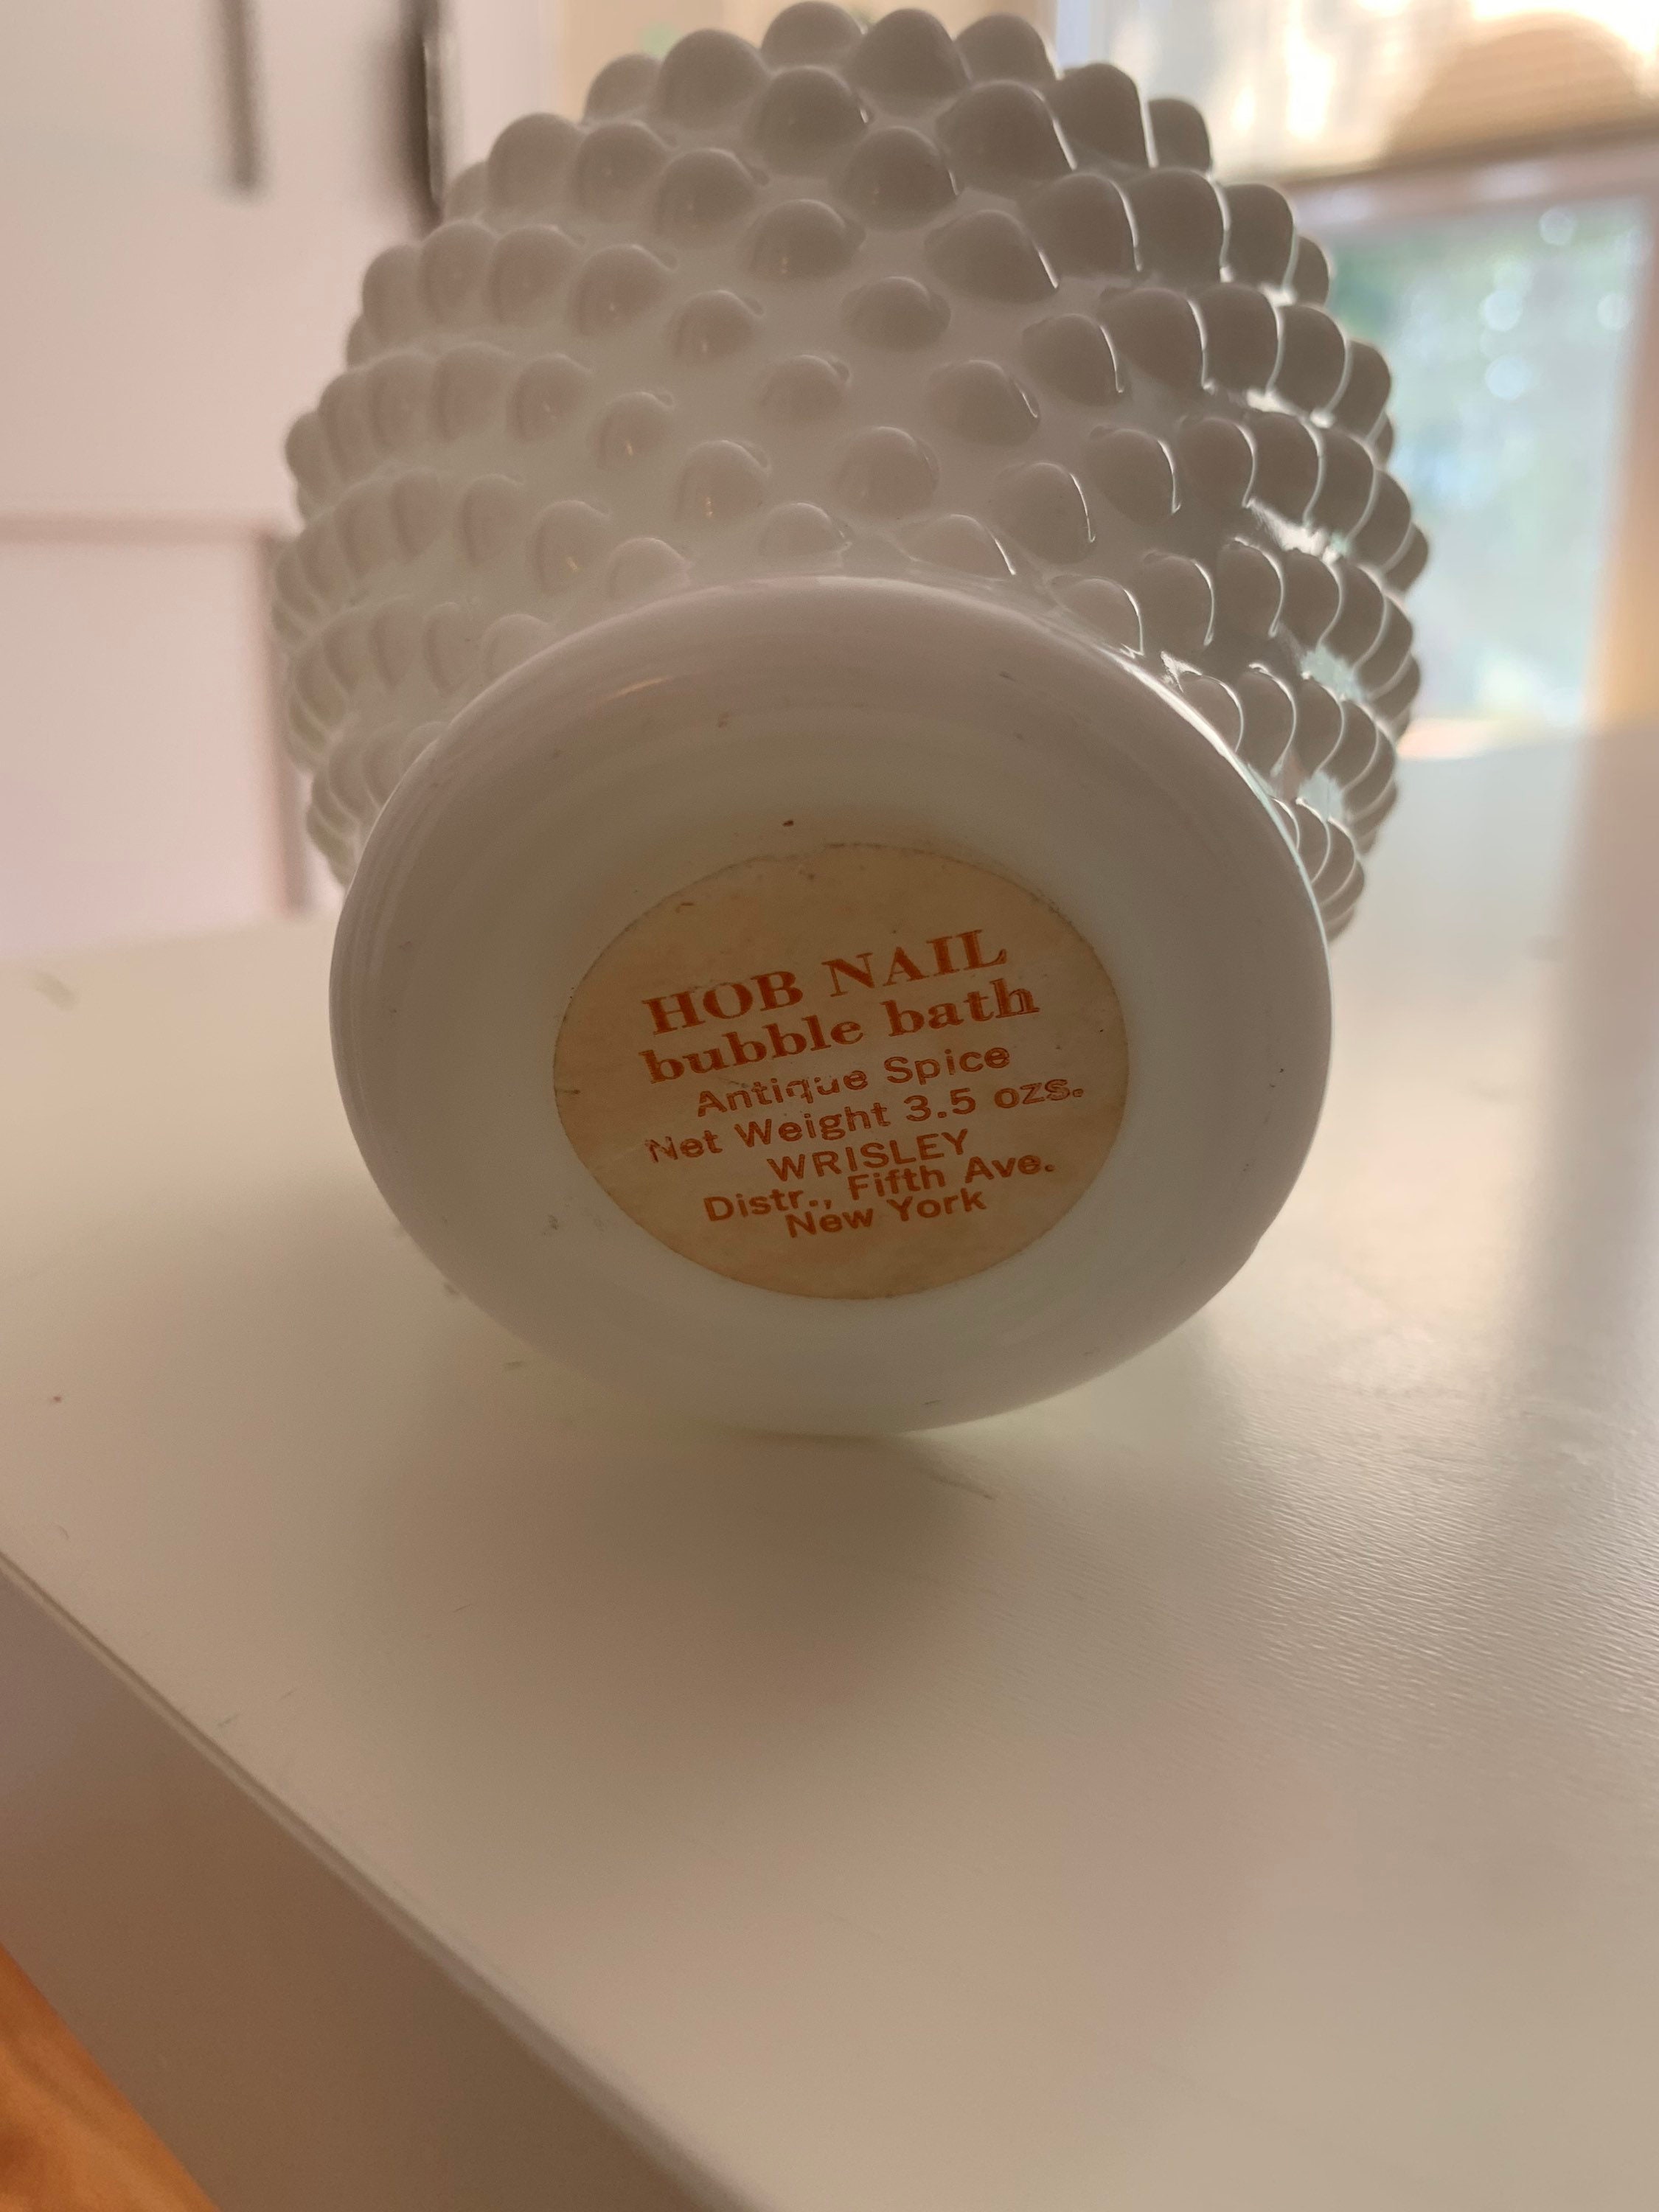 HOB NAIL
bubble bath
Antique Spice
Net Weight 3.5 ozs.
WRISLEY
Distr., Fifth Ave.
New York